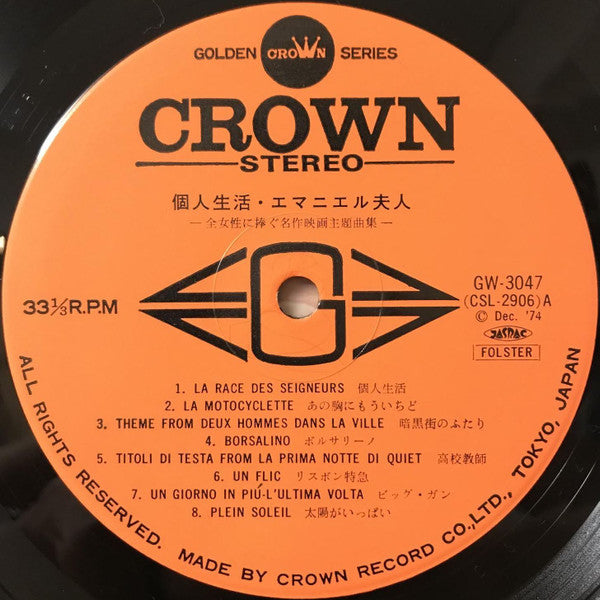 GOLDEN CROWN SERIES
CROWN
STEREO
個人生活・エマニエル夫人
—全女性に捧ぐ名作映画主題曲集—
G
33⅓R.P.M
GW-3047
(CSL-2906)A
© Dec. '74
JASRAC
FOLSTER
1. LA RACE DES SEIGNEURS 個人生活
2. LA MOTOCYCLETTE あの胸にもういちど
3. THEME FROM DEUX HOMMES DANS LA VILLE 暗黒街のふたり
4. BORSALINO ボルサリーノ
5. TITOLI DI TESTA FROM LA PRIMA NOTTE DI QUIET 高校教師
6. UN FLIC リスボン特急
7. UN GIORNO IN PIÚ-L'ULTIMA VOLTA ビッグ・ガン
8. PLEIN SOLEIL 太陽がいっぱい
ALL RIGHTS RESERVED. MADE BY CROWN RECORD CO.,LTD., TOKYO, JAPAN